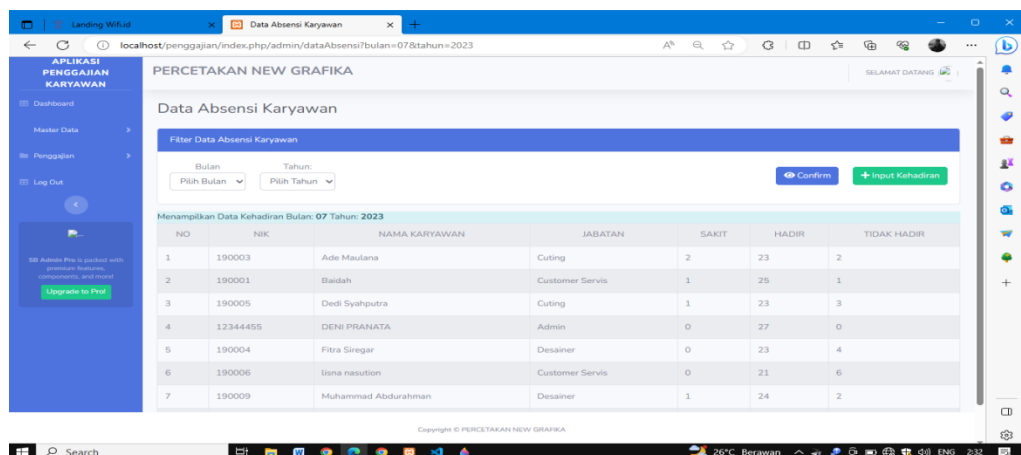 Landing Wifi.id
Data Absensi Karyawan
localhost/penggajian/index.php/admin/dataAbsensi?bulan=07&tahun=2023
APLIKASI
PENGGAJIAN
KARYAWAN
PERCETAKAN NEW GRAFIKA
SELAMAT DATANG
Dashboard
Master Data
Penggajian
Log Out
SB Admin Pro is packed with
premium features,
components, and more!
Upgrade to Pro!
Data Absensi Karyawan
Filter Data Absensi Karyawan
Bulan Tahun:
Pilih Bulan Pilih Tahun Confirm + Input Kehadiran
Menampilkan Data Kehadiran Bulan: 07 Tahun: 2023
NO NIK NAMA KARYAWAN JABATAN SAKIT HADIR TIDAK HADIR
1 190003 Ade Maulana Cuting 2 23 2
2 190001 Baidah Customer Servis 1 25 1
3 190005 Dedi Syahputra Cuting 1 23 3
4 12344455 DENI PRANATA Admin 0 27 0
5 190004 Fitra Siregar Desainer 0 23 4
6 190006 lisna nasution Customer Servis 0 21 6
7 190009 Muhammad Abdurahman Desainer 1 24 2
Copyright © PERCETAKAN NEW GRAFIKA
Search 26°C Berawan ENG 2:32